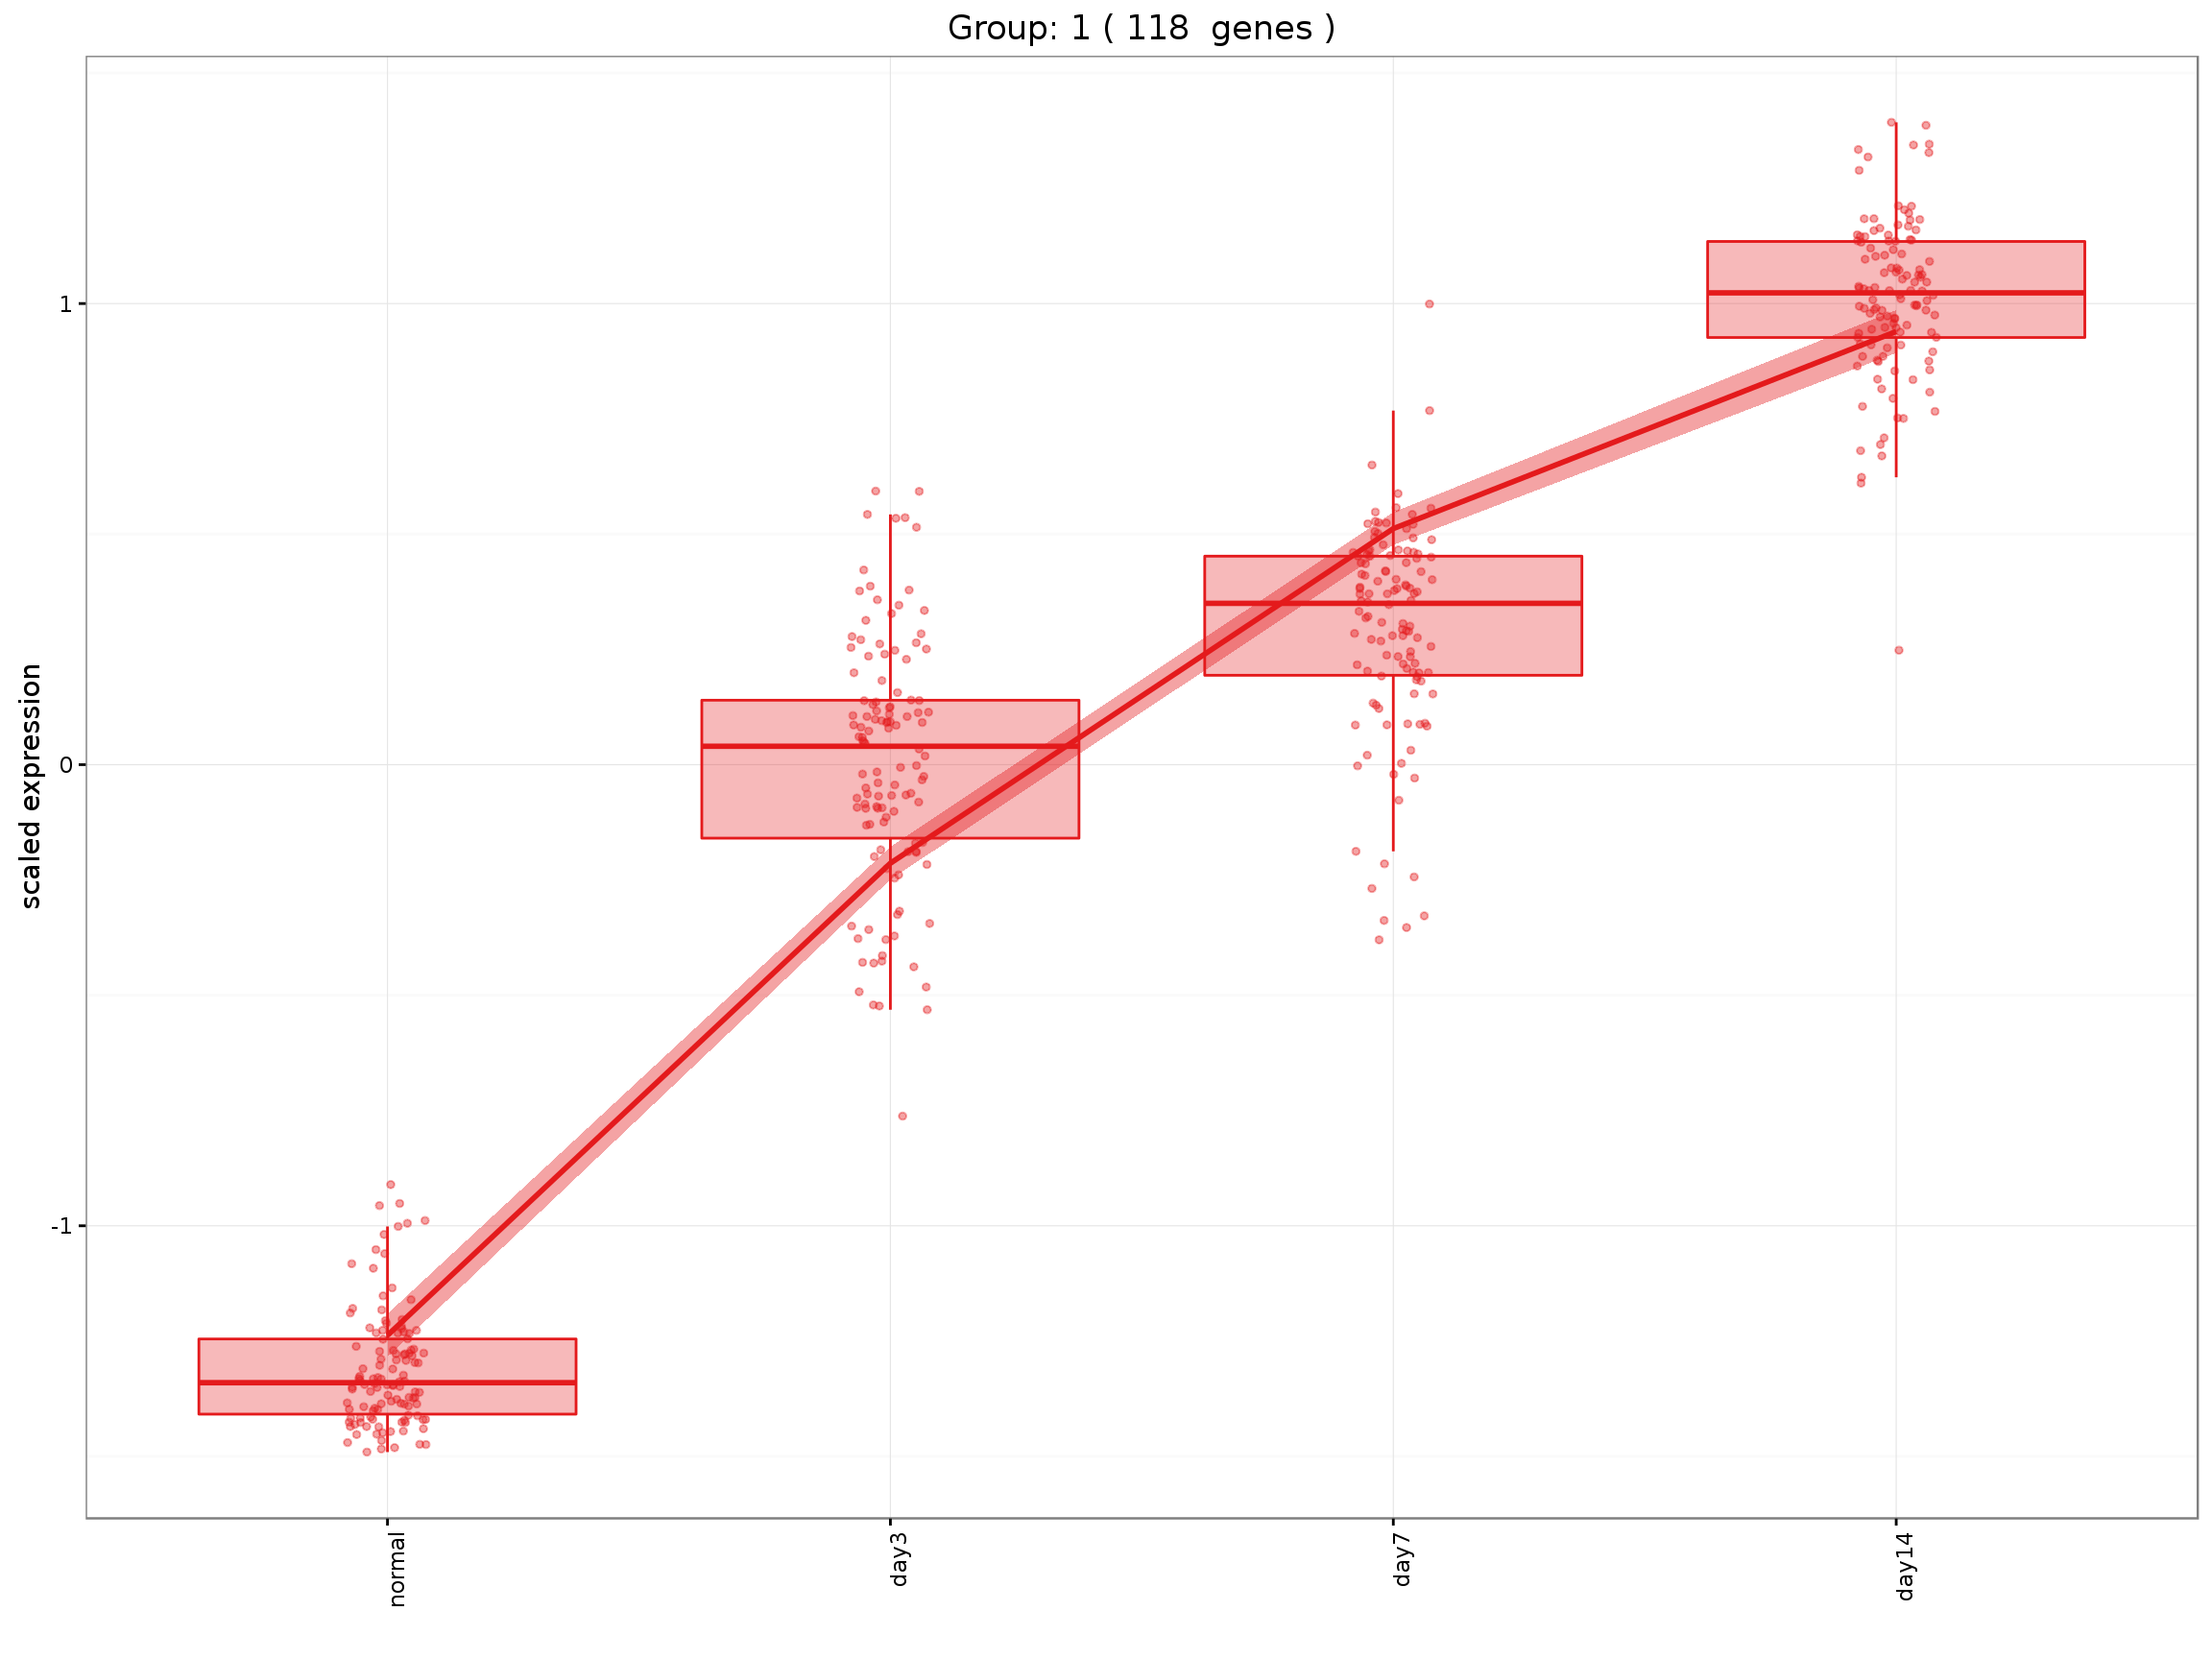 Group: 1 ( 118  genes )
scaled expression
1
0
-1
normal
day3
day7
day14